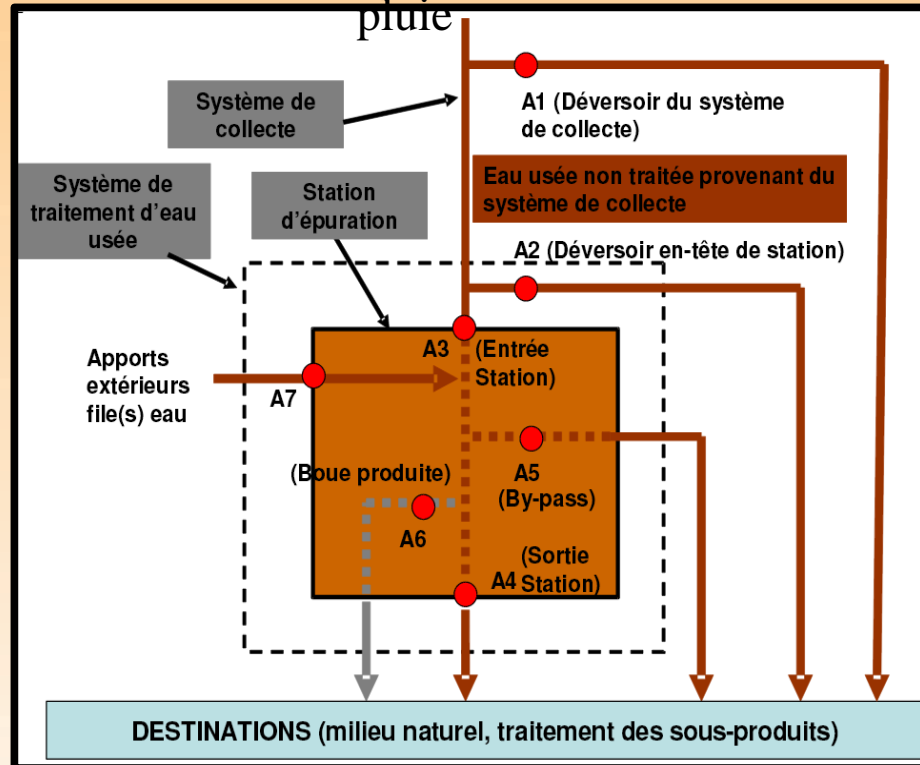 pluie
Système de
collecte
A1 (Déversoir du système
de collecte)
Système de
traitement d'eau
usée
Station
d'épuration
Eau usée non traitée provenant du
système de collecte
A2 (Déversoir en-tête de station)
A3
(Entrée
Station)
Apports
extérieurs
file(s) eau
A7
(Boue produite)
A5
(By-pass)
A6
(Sortie
Station)
A4
DESTINATIONS (milieu naturel, traitement des sous-produits)